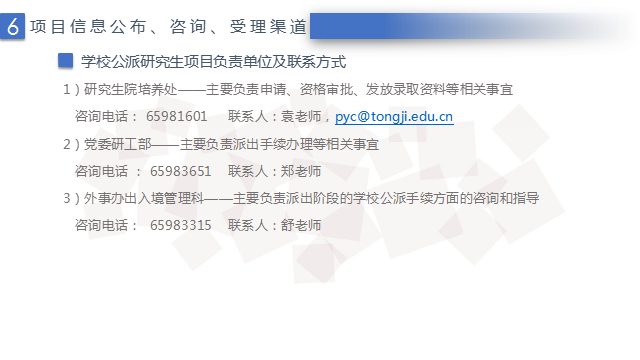 6 项目信息公布、咨询、受理渠道
学校公派研究生项目负责单位及联系方式
1）研究生院培养处——主要负责申请、资格审批、发放录取资料等相关事宜
咨询电话： 65981601 联系人：袁老师，pyc@tongji.edu.cn
2）党委研工部——主要负责派出手续办理等相关事宜
咨询电话 ： 65983651 联系人：郑老师
3）外事办出入境管理科——主要负责派出阶段的学校公派手续方面的咨询和指导
咨询电话： 65983315 联系人：舒老师